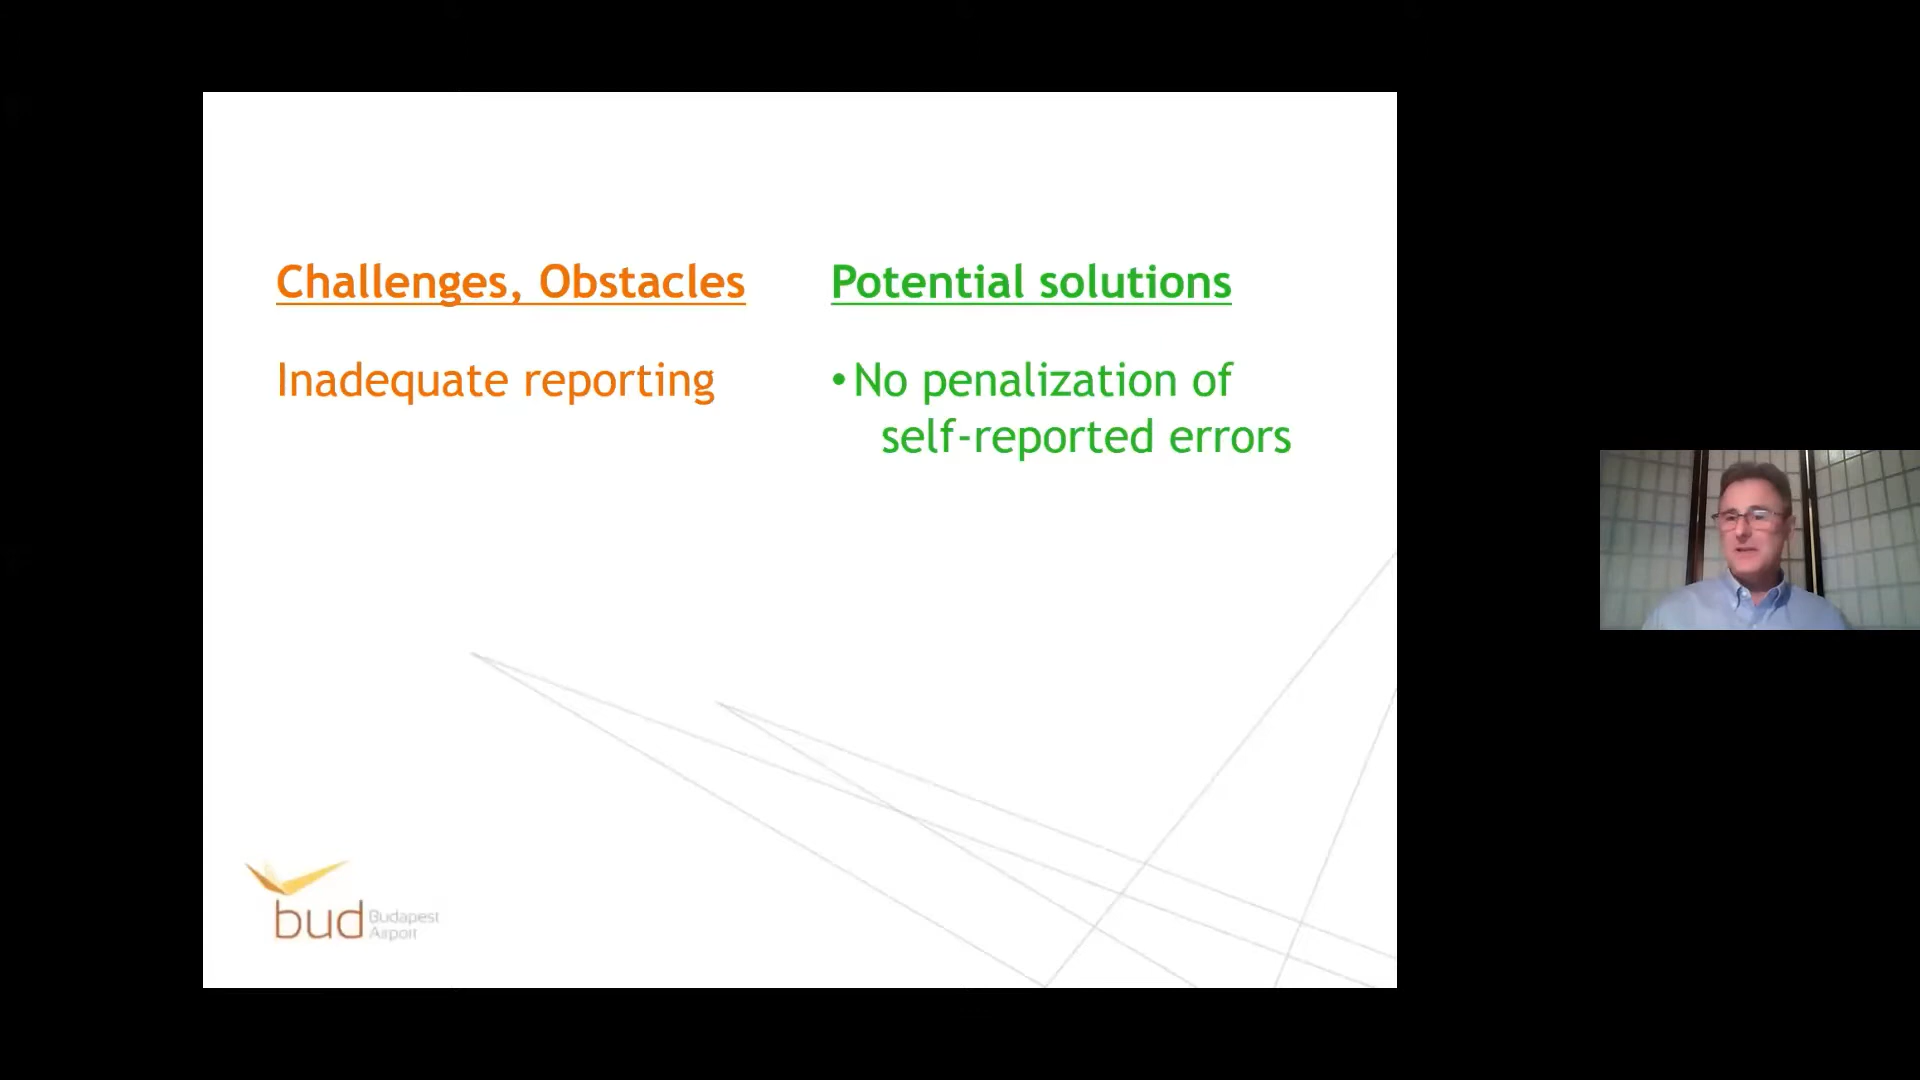 Challenges, Obstacles
Inadequate reporting
Potential solutions
•No penalization of
self-reported errors
bud
Budapest
Airport